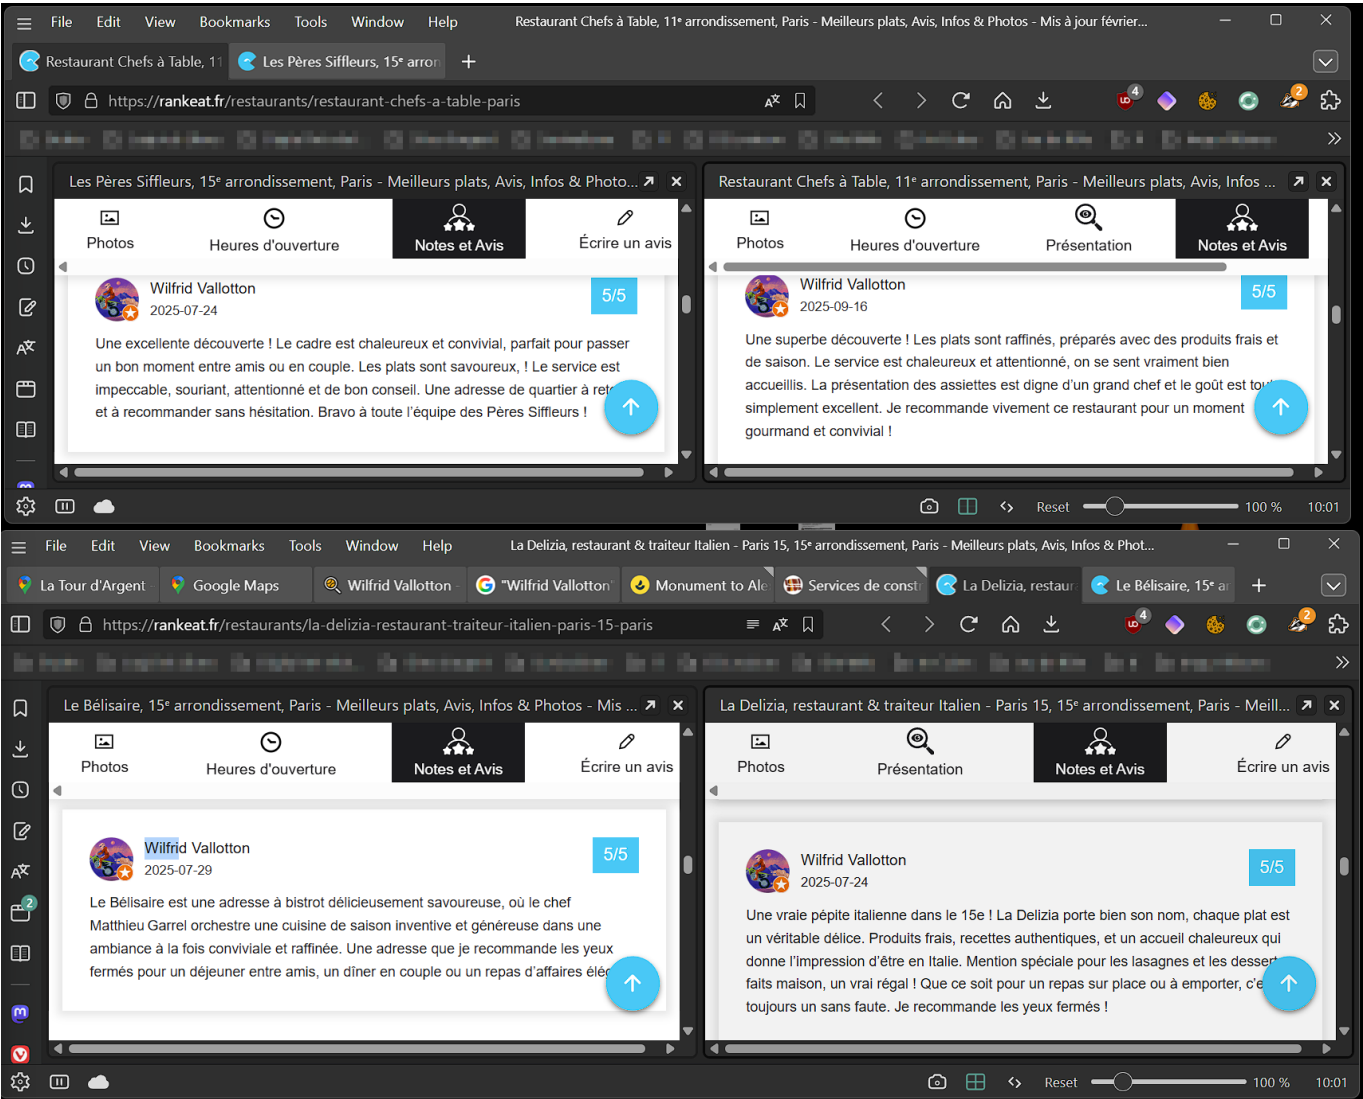 File Edit View Bookmarks Tools Window Help
Restaurant Chefs à Table, 11ᵉ arrondissement, Paris - Meilleurs plats, Avis, Infos & Photos - Mis à jour février...
Restaurant Chefs à Table, 11
Les Pères Siffleurs, 15ᵉ arron
https://rankeat.fr/restaurants/restaurant-chefs-a-table-paris
4
2
Les Pères Siffleurs, 15ᵉ arrondissement, Paris - Meilleurs plats, Avis, Infos & Photo...
Photos
Heures d'ouverture
Notes et Avis
Écrire un avis
Wilfrid Vallotton
2025-07-24
5/5
Une excellente découverte ! Le cadre est chaleureux et convivial, parfait pour passer
un bon moment entre amis ou en couple. Les plats sont savoureux, ! Le service est
impeccable, souriant, attentionné et de bon conseil. Une adresse de quartier à
et à recommander sans hésitation. Bravo à toute l'équipe des Pères Siffleurs !
Restaurant Chefs à Table, 11ᵉ arrondissement, Paris - Meilleurs plats, Avis, Infos ...
Photos
Heures d'ouverture
Présentation
Notes et Avis
Wilfrid Vallotton
2025-09-16
5/5
Une superbe découverte ! Les plats sont raffinés, préparés avec des produits frais et
de saison. Le service est chaleureux et attentionné, on se sent vraiment bien
accueillis. La présentation des assiettes est digne d'un grand chef et le goût est
simplement excellent. Je recommande vivement ce restaurant pour un moment
gourmand et convivial !
Reset 100 % 10:01
File Edit View Bookmarks Tools Window Help
La Delizia, restaurant & traiteur Italien - Paris 15, 15ᵉ arrondissement, Paris - Meilleurs plats, Avis, Infos & Phot...
La Tour d'Argent
Google Maps
Wilfrid Vallotton -
"Wilfrid Vallotton"
Monument to Ale
Services de constr
La Delizia, restaura
Le Bélisaire, 15ᵉ ar
https://rankeat.fr/restaurants/la-delizia-restaurant-traiteur-italien-paris-15-paris
4
2
2
Le Bélisaire, 15ᵉ arrondissement, Paris - Meilleurs plats, Avis, Infos & Photos - Mis ...
Photos
Heures d'ouverture
Notes et Avis
Écrire un avis
Wilfrid Vallotton
2025-07-29
5/5
Le Bélisaire est une adresse à bistrot délicieusement savoureuse, où le chef
Matthieu Garrel orchestre une cuisine de saison inventive et généreuse dans une
ambiance à la fois conviviale et raffinée. Une adresse que je recommande les yeux
fermés pour un déjeuner entre amis, un dîner en couple ou un repas d'affaires
La Delizia, restaurant & traiteur Italien - Paris 15, 15ᵉ arrondissement, Paris - Meill...
Photos
Présentation
Notes et Avis
Écrire un avis
Wilfrid Vallotton
2025-07-24
5/5
Une vraie pépite italienne dans le 15e ! La Delizia porte bien son nom, chaque plat est
un véritable délice. Produits frais, recettes authentiques, et un accueil chaleureux qui
donne l'impression d'être en Italie. Mention spéciale pour les lasagnes et les dessert
faits maison, un vrai régal ! Que ce soit pour un repas sur place ou à emporter,
toujours un sans faute. Je recommande les yeux fermés !
Reset 100 % 10:01